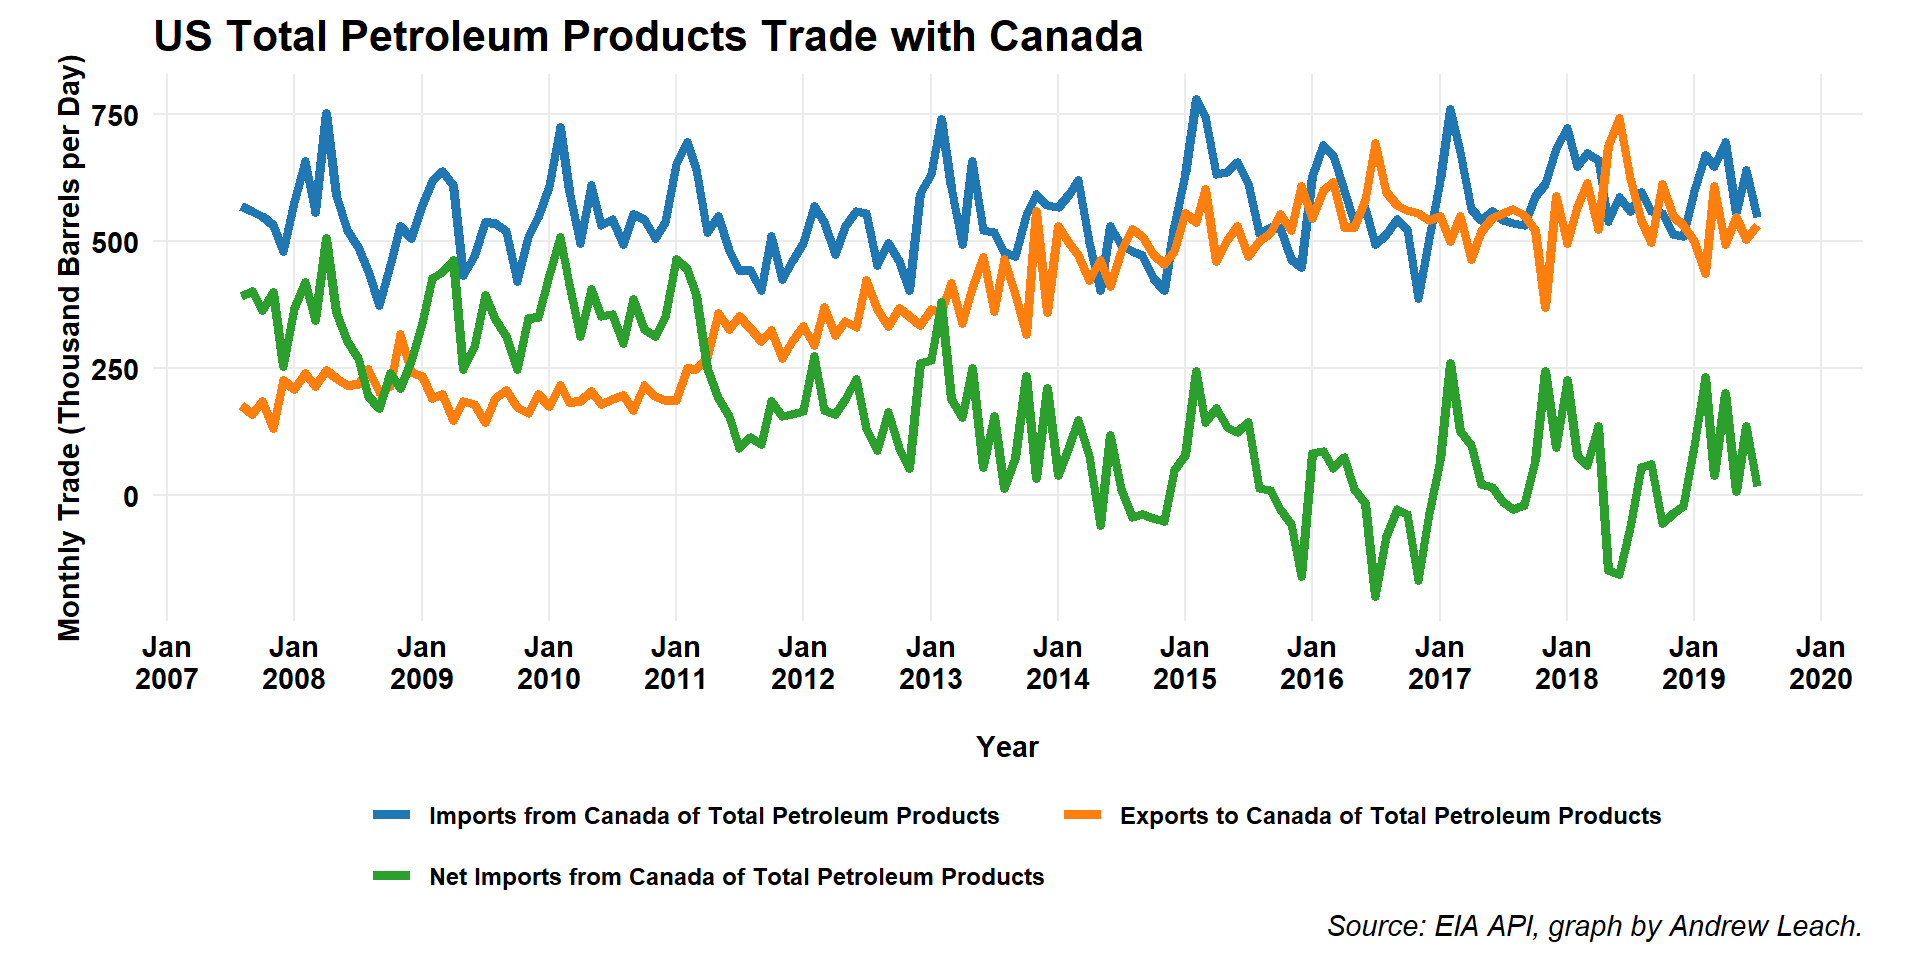 US Total Petroleum Products Trade with Canada
Monthly Trade (Thousand Barrels per Day)
750
500
250
0
Jan Jan Jan Jan Jan Jan Jan Jan Jan Jan Jan Jan Jan Jan
2007 2008 2009 2010 2011 2012 2013 2014 2015 2016 2017 2018 2019 2020
Year
Imports from Canada of Total Petroleum Products
Exports to Canada of Total Petroleum Products
Net Imports from Canada of Total Petroleum Products
Source: EIA API, graph by Andrew Leach.